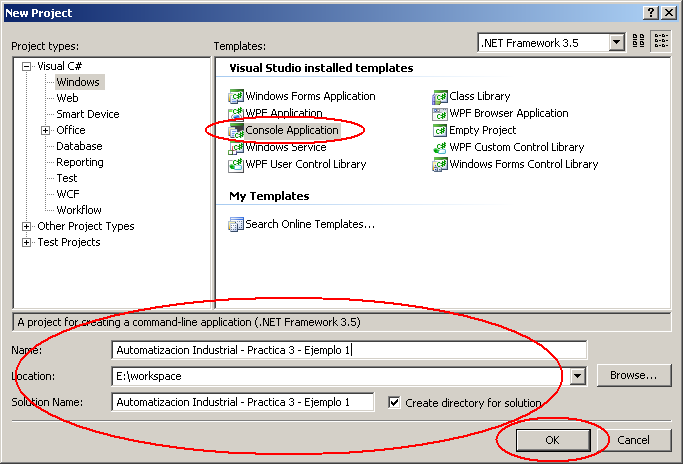 New Project
Project types:
Templates:
.NET Framework 3.5
Visual C#
Windows
Web
Smart Device
Office
Database
Reporting
Test
WCF
Workflow
Other Project Types
Test Projects
Visual Studio installed templates
Windows Forms Application
Class Library
WPF Application
WPF Browser Application
Console Application
Empty Project
Windows Service
WPF Custom Control Library
WPF User Control Library
Windows Forms Control Library
My Templates
Search Online Templates...
A project for creating a command-line application (.NET Framework 3.5)
Name:
Automatizacion Industrial - Practica 3 - Ejemplo 1
Location:
E:\workspace
Browse...
Solution Name:
Automatizacion Industrial - Practica 3 - Ejemplo 1
Create directory for solution
OK
Cancel